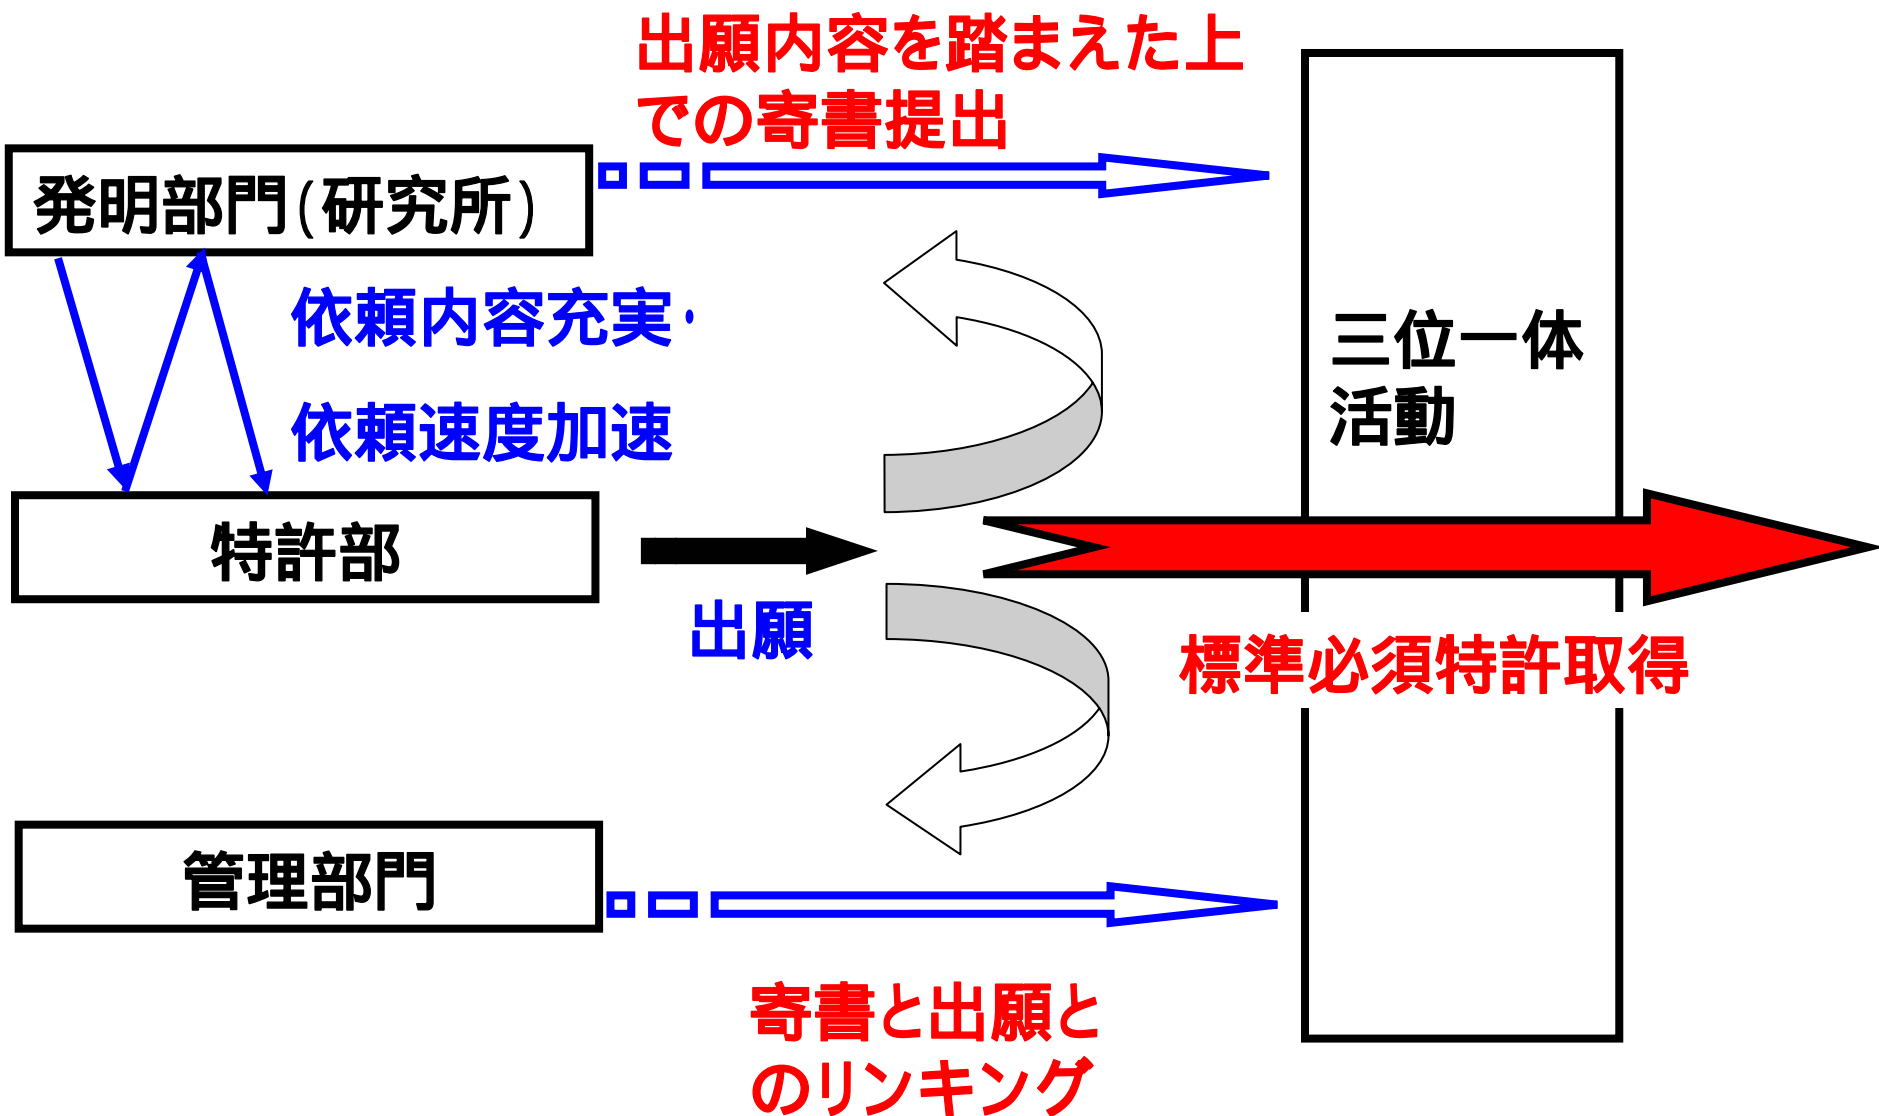 出願内容を踏まえた上
での寄書提出
発明部門(研究所)
依頼内容充実・
依頼速度加速
三位一体
活動
特許部
出願
標準必須特許取得
管理部門
寄書と出願と
のリンキング